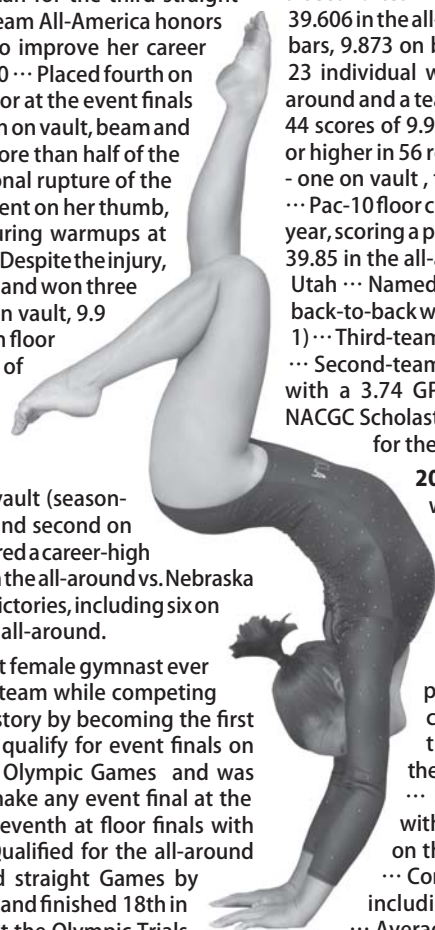 an for the third straight
eam All-America honors
o improve her career
0 … Placed fourth on
or at the event finals
h on vault, beam and
ore than half of the
onal rupture of the
ent on her thumb,
uring warmups at
Despite the injury,
and won three
n vault, 9.9
n floor
of
vault (season-
nd second on
red a career-high
n the all-around vs. Nebraska
ictories, including six on
all-around.
t female gymnast ever
team while competing
story by becoming the first
qualify for event finals on
Olympic Games and was
make any event final at the
eventh at floor finals with
Qualified for the all-around
d straight Games by
and finished 18th in
at the Olympic Trials
39.606 in the all
bars, 9.873 on b
23 individual w
around and a tea
44 scores of 9.9
or higher in 56 r
- one on vault ,
… Pac-10 floor c
year, scoring a p
39.85 in the all-
Utah … Named
back-to-back w
1) … Third-team
… Second-team
with a 3.74 GP
NACGC Scholast
for the
20
w
p
c
t
the
…
with
on th
… Con
includi
… Avera